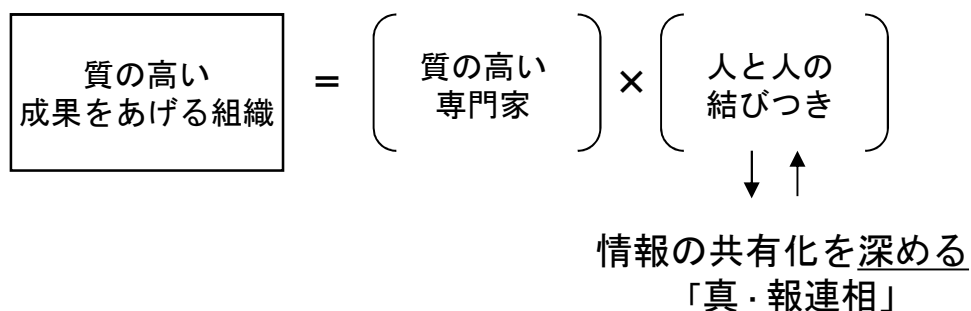 質の高い
成果をあげる組織
=
質の高い
専門家
×
人と人の
結びつき
情報の共有化を深める
「真・報連相」